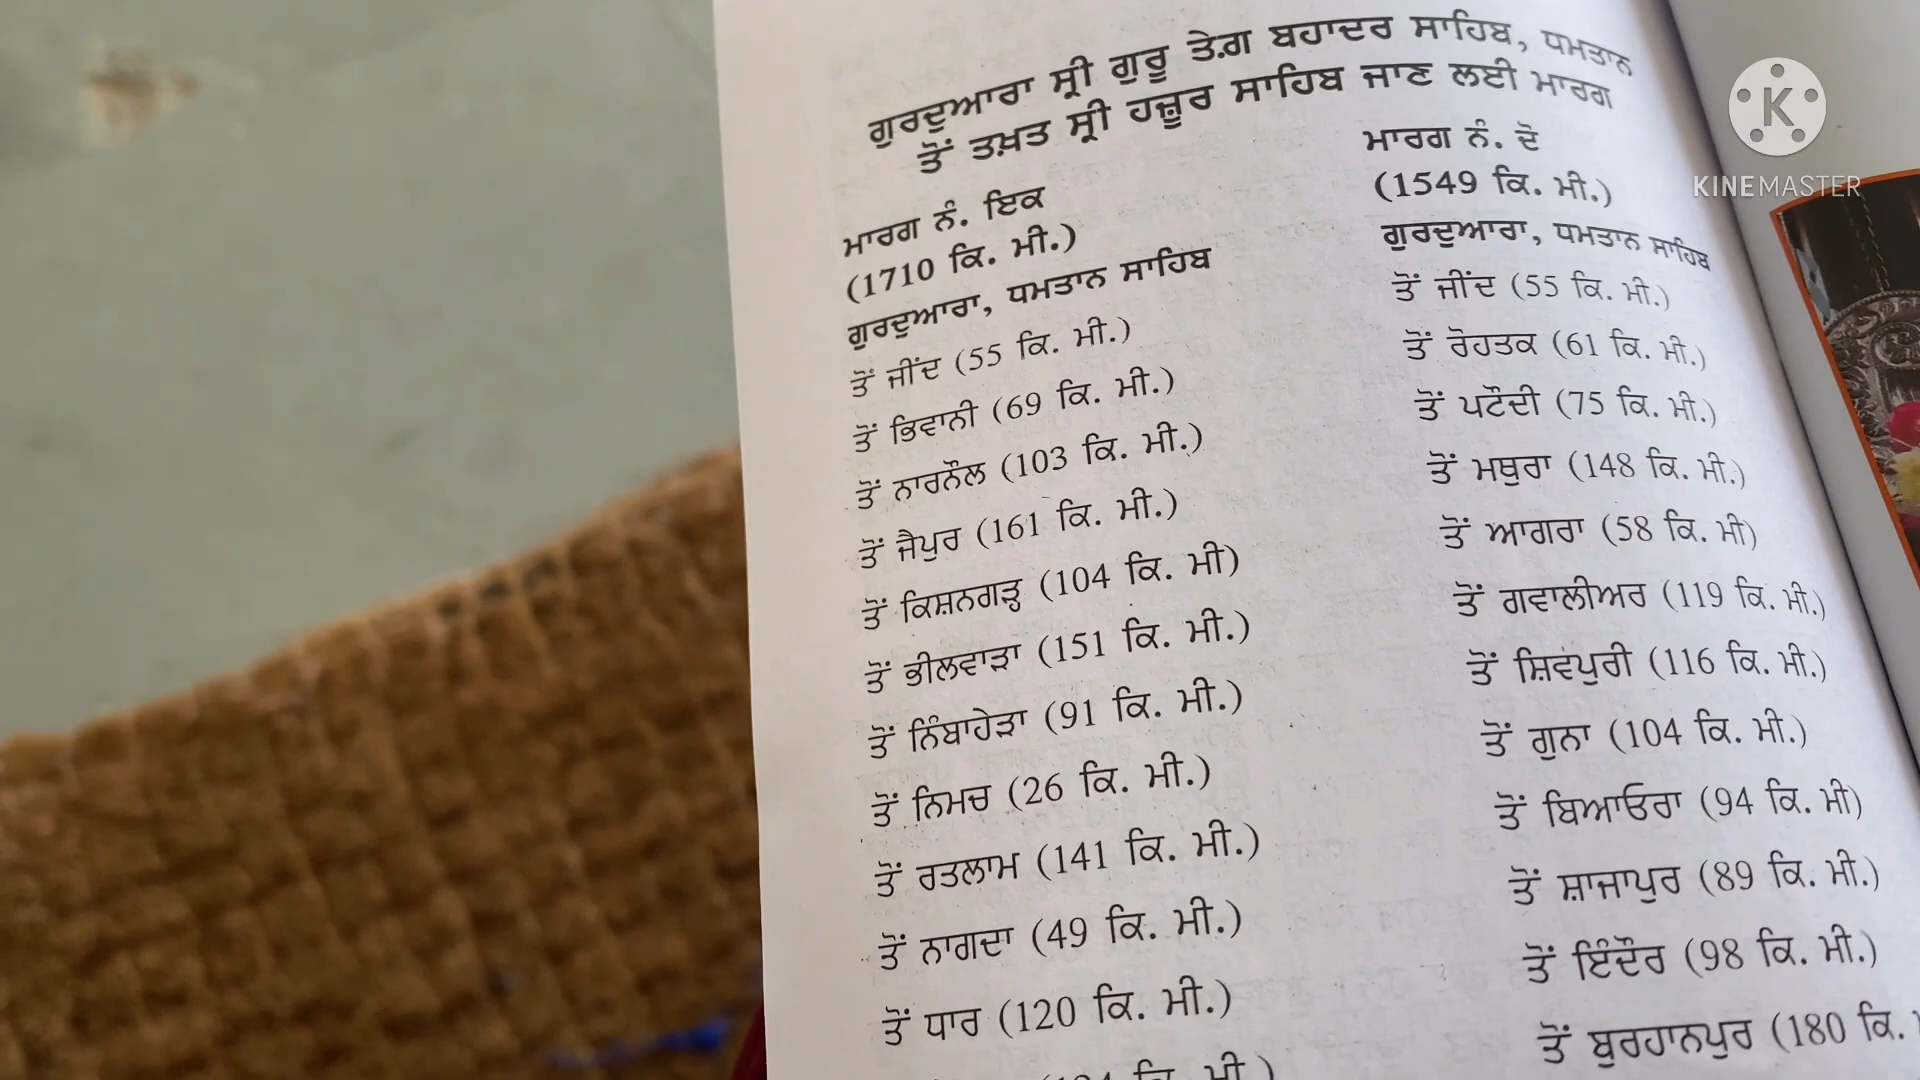 ਗੁਰਦੁਆਰਾ ਸ੍ਰੀ ਗੁਰੂ ਤੇਗ਼ ਬਹਾਦਰ ਸਾਹਿਬ, ਧਮਤਾਨ
ਤੋਂ ਤਖ਼ਤ ਸ੍ਰੀ ਹਜ਼ੂਰ ਸਾਹਿਬ ਜਾਣ ਲਈ ਮਾਰਗ
ਮਾਰਗ ਨੰ. ਇਕ
(1710 ਕਿ. ਮੀ.)
ਗੁਰਦੁਆਰਾ, ਧਮਤਾਨ ਸਾਹਿਬ
ਤੋਂ ਜੀਂਦ (55 ਕਿ. ਮੀ.)
ਤੋਂ ਭਿਵਾਨੀ (69 ਕਿ. ਮੀ.)
ਤੋਂ ਨਾਰਨੌਲ (103 ਕਿ. ਮੀ.)
ਤੋਂ ਜੈਪੁਰ (161 ਕਿ. ਮੀ.)
ਤੋਂ ਕਿਸ਼ਨਗੜ੍ਹ (104 ਕਿ. ਮੀ)
ਤੋਂ ਭੀਲਵਾੜਾ (151 ਕਿ. ਮੀ.)
ਤੋਂ ਨਿੰਬਾਹੇੜਾ (91 ਕਿ. ਮੀ.)
ਤੋਂ ਨਿਮਚ (26 ਕਿ. ਮੀ.)
ਤੋਂ ਰਤਲਾਮ (141 ਕਿ. ਮੀ.)
ਤੋਂ ਨਾਗਦਾ (49 ਕਿ. ਮੀ.)
ਤੋਂ ਧਾਰ (120 ਕਿ. ਮੀ.)
ਕਿ. ਮੀ.)
ਮਾਰਗ ਨੰ. ਦੋ
(1549 ਕਿ. ਮੀ.)
ਗੁਰਦੁਆਰਾ, ਧਮਤਾਨ ਸਾਹਿਬ
ਤੋਂ ਜੀਂਦ (55 ਕਿ. ਮੀ.)
ਤੋਂ ਰੋਹਤਕ (61 ਕਿ. ਮੀ.)
ਤੋਂ ਪਟੌਦੀ (75 ਕਿ. ਮੀ.)
ਤੋਂ ਮਥੁਰਾ (148 ਕਿ. ਮੀ.)
ਤੋਂ ਆਗਰਾ (58 ਕਿ. ਮੀ)
ਤੋਂ ਗਵਾਲੀਅਰ (119 ਕਿ. ਮੀ.)
ਤੋਂ ਸ਼ਿਵਪੁਰੀ (116 ਕਿ. ਮੀ.)
ਤੋਂ ਗੁਨਾ (104 ਕਿ. ਮੀ.)
ਤੋਂ ਬਿਆਓਰਾ (94 ਕਿ. ਮੀ)
ਤੋਂ ਸ਼ਾਜਾਪੁਰ (89 ਕਿ. ਮੀ.)
ਤੋਂ ਇੰਦੌਰ (98 ਕਿ. ਮੀ.)
ਤੋਂ ਬੁਰਹਾਨਪੁਰ (180 ਕਿ.
K
KINEMASTER